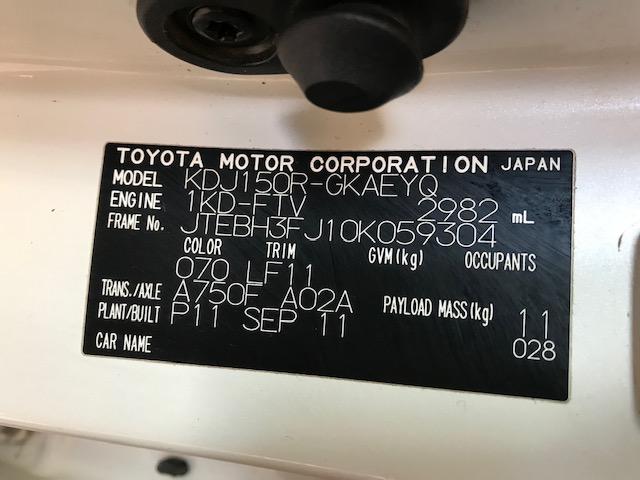 TOYOTA MOTOR CORPORATION JAPAN
MODEL KDJ150R-GKAEYQ
ENGINE 1KD-FTV 2982 mL
FRAME No. JTEBH3FJ10K059304
COLOR TRIM GVM(kg) OCCUPANTS
070 LF11
TRANS./AXLE A750F A02A PAYLOAD MASS(kg)
PLANT/BUILT P11 SEP 11 11
CAR NAME 028